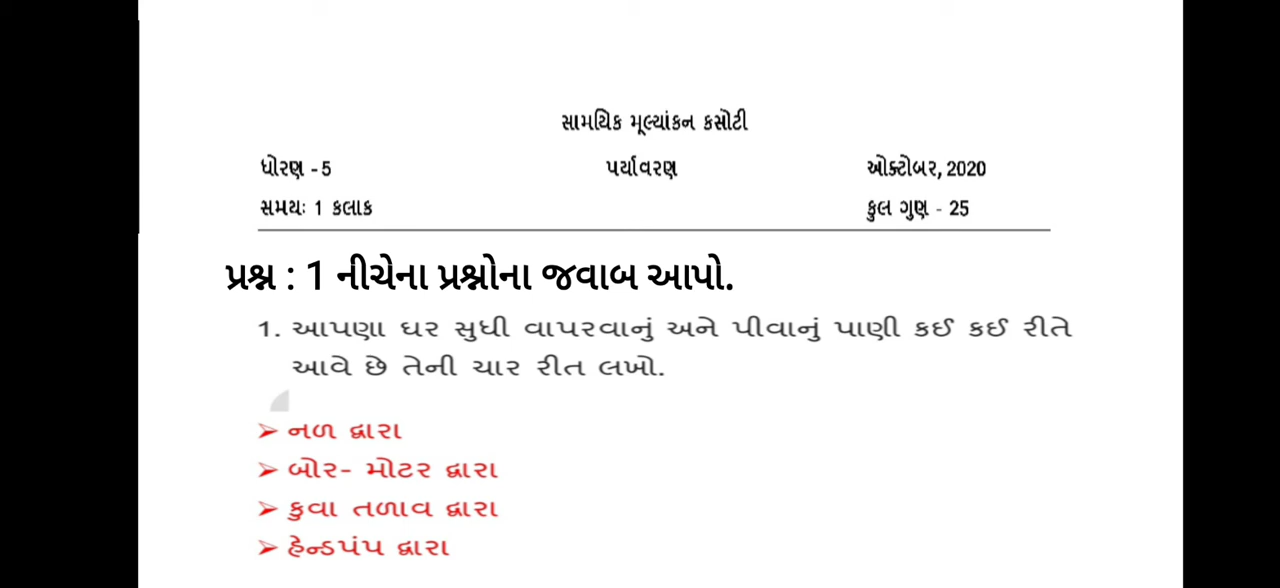 સામયિક મૂલ્યાંકન કસોટી
ધોરણ - 5 પર્યાવરણ ઓક્ટોબર, 2020
સમયઃ 1 કલાક કુલ ગુણ - 25
પ્રશ્ન : 1 નીચેના પ્રશ્નોના જવાબ આપો.
1. આપણા ઘર સુધી વાપરવાનું અને પીવાનું પાણી કઈ કઈ રીતે
આવે છે તેની ચાર રીત લખો.
➢ નળ દ્વારા
➢ બોર- મોટર દ્વારા
➢ કુવા તળાવ દ્વારા
➢ હેન્ડપંપ દ્વારા